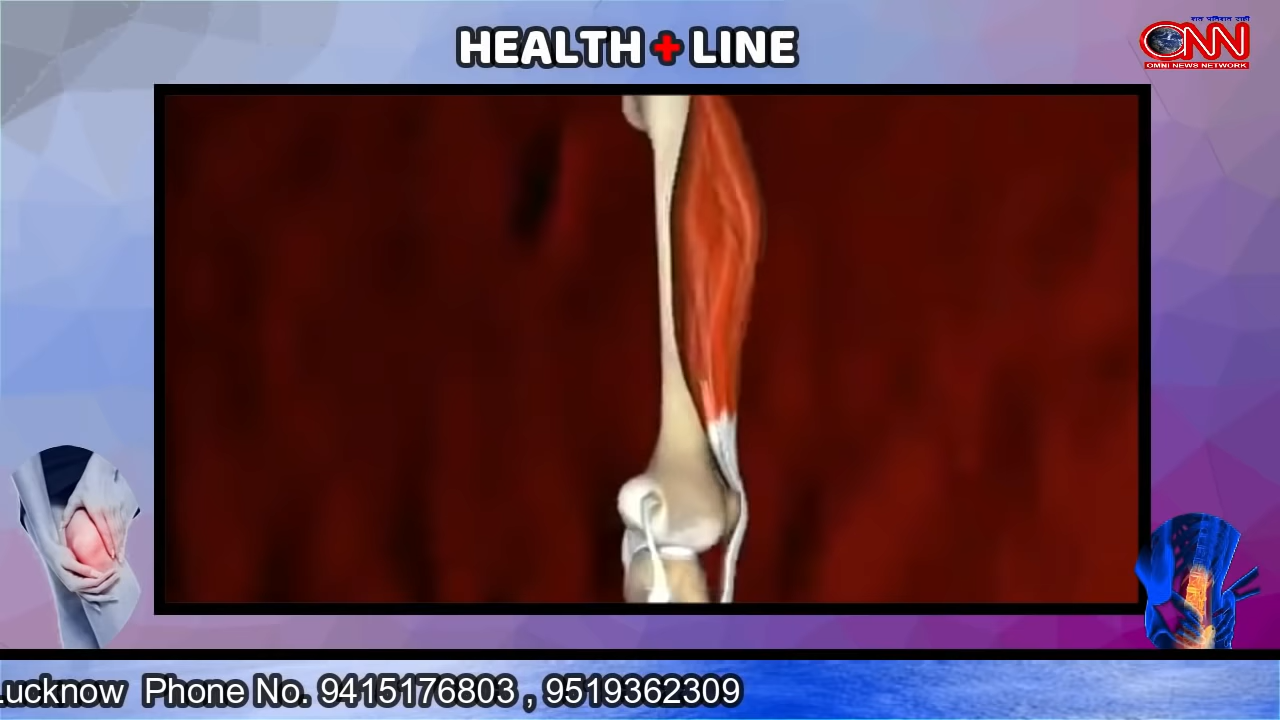 HEALTH + LINE
ONN
OMNI NEWS NETWORK
.ucknow Phone No. 9415176803 , 9519362309